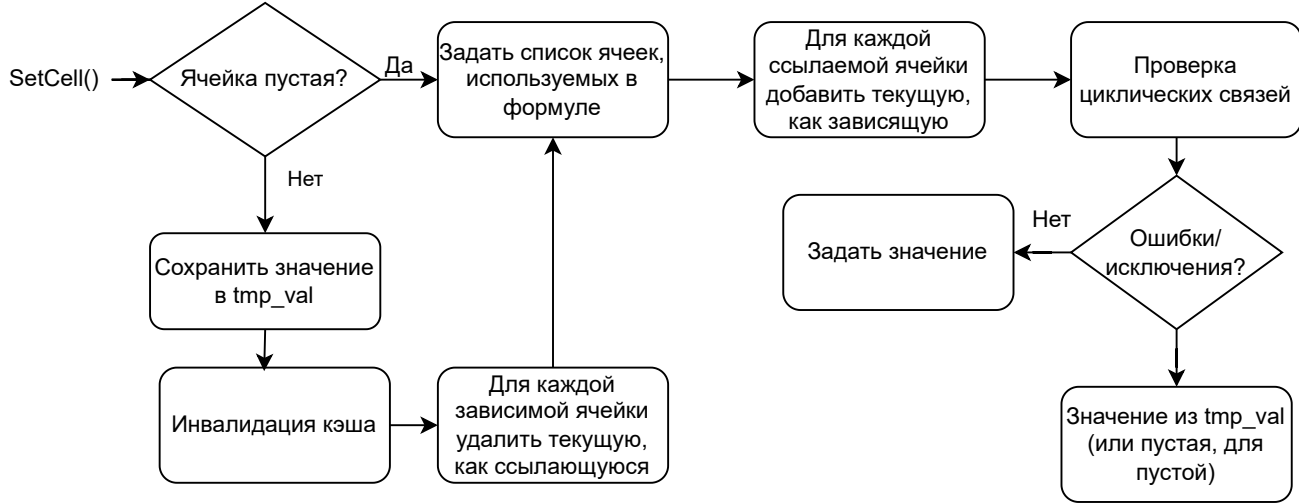 SetCell()
Ячейка пустая?
Да
Нет
Сохранить значение
в tmp_val
Инвалидация кэша
Для каждой
зависимой ячейки
удалить текущую,
как ссылающуюся
Задать список ячеек,
используемых в
формуле
Для каждой
ссылаемой ячейки
добавить текущую,
как зависящую
Проверка
циклических связей
Ошибки/
исключения?
Нет
Задать значение
Значение из tmp_val
(или пустая, для
пустой)